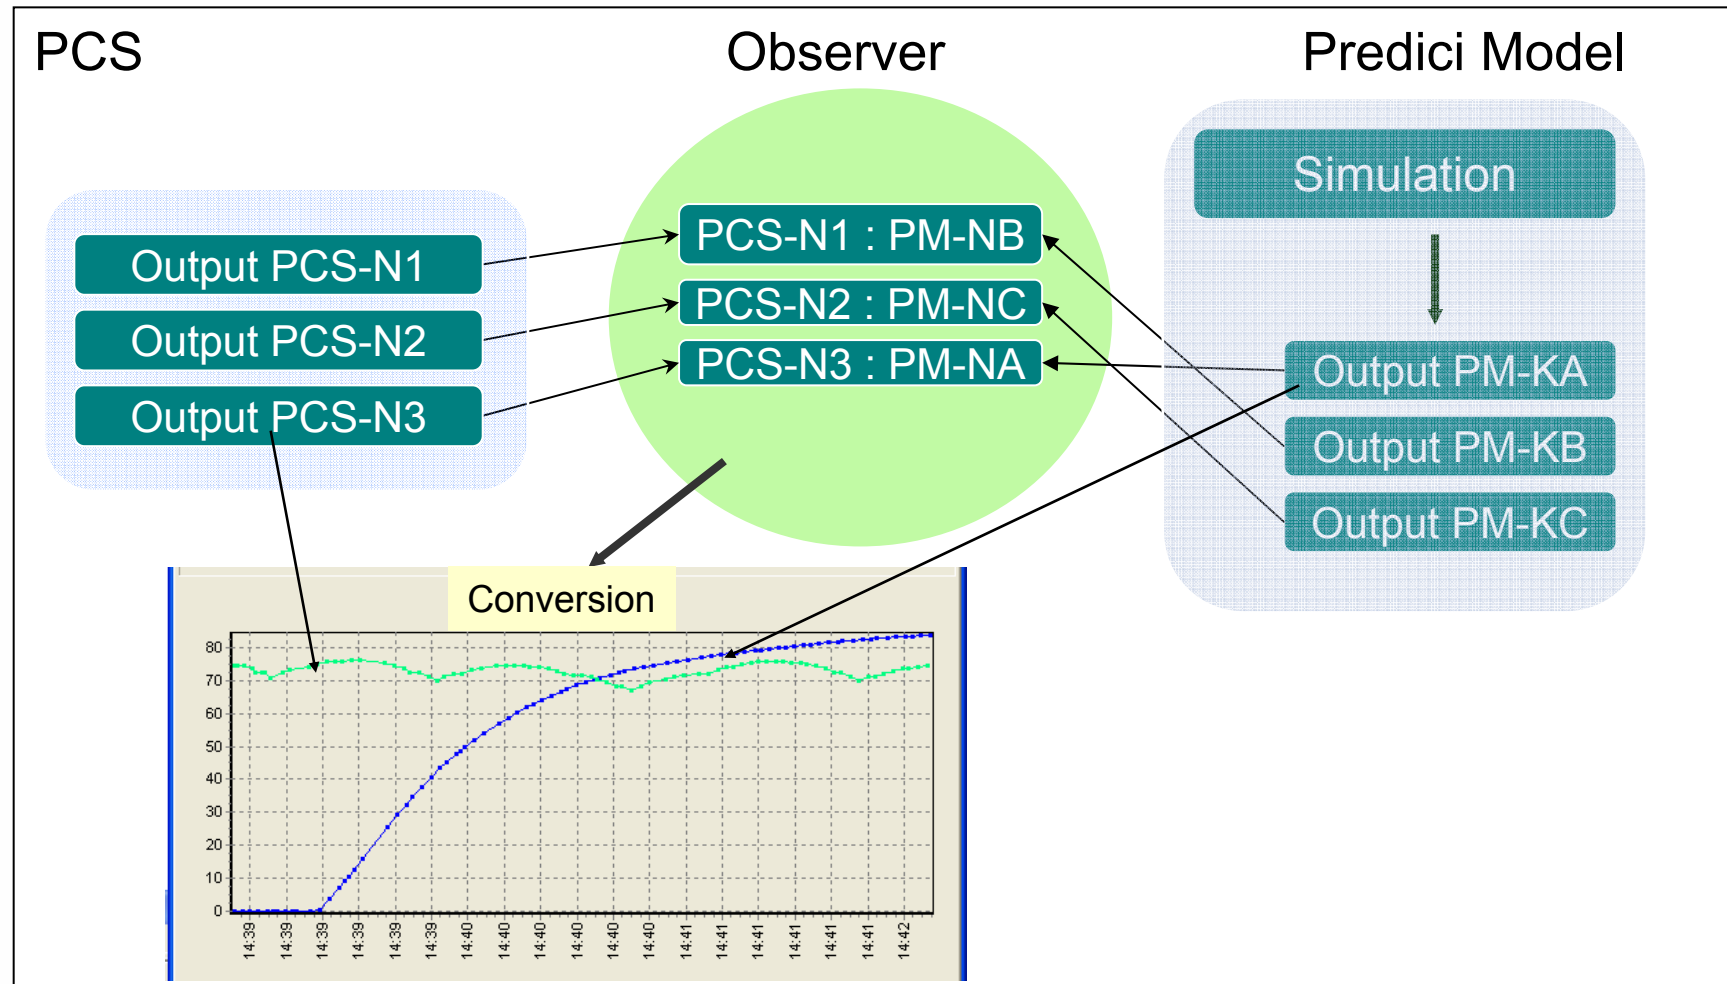 PCS
Observer
Predici Model
Output PCS-N1
Output PCS-N2
Output PCS-N3
PCS-N1 : PM-NB
PCS-N2 : PM-NC
PCS-N3 : PM-NA
Simulation
Output PM-KA
Output PM-KB
Output PM-KC
Conversion
80
70
60
50
40
30
20
10
0
14:39
14:39
14:39
14:39
14:39
14:39
14:40
14:40
14:40
14:40
14:40
14:40
14:41
14:41
14:41
14:41
14:41
14:41
14:42